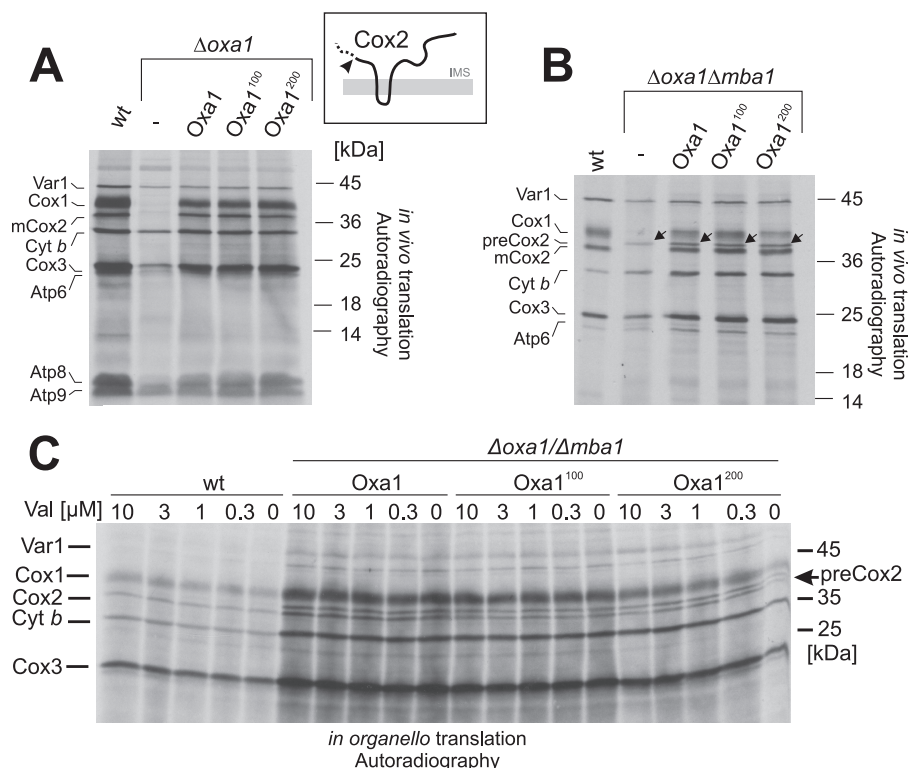 A
Δoxa1
wt
-
Oxa1
Oxa1¹⁰⁰
Oxa1²⁰⁰
Cox2
IMS
[kDa]
Var1
Cox1
mCox2
Cyt b
Cox3
Atp6
Atp8
Atp9
45
36
25
18
14
in vivo translation
Autoradiography
B
Δoxa1Δmba1
wt
-
Oxa1
Oxa1¹⁰⁰
Oxa1²⁰⁰
Var1
Cox1
preCox2
mCox2
Cyt b
Cox3
Atp6
45
36
25
18
14
in vivo translation
Autoradiography
C
Δoxa1/Δmba1
wt Oxa1 Oxa1¹⁰⁰ Oxa1²⁰⁰
Val [µM] 10 3 1 0.3 0 10 3 1 0.3 0 10 3 1 0.3 0 10 3 1 0.3 0
Var1
Cox1
Cox2
Cyt b
Cox3
45
preCox2
35
25
[kDa]
in organello translation
Autoradiography